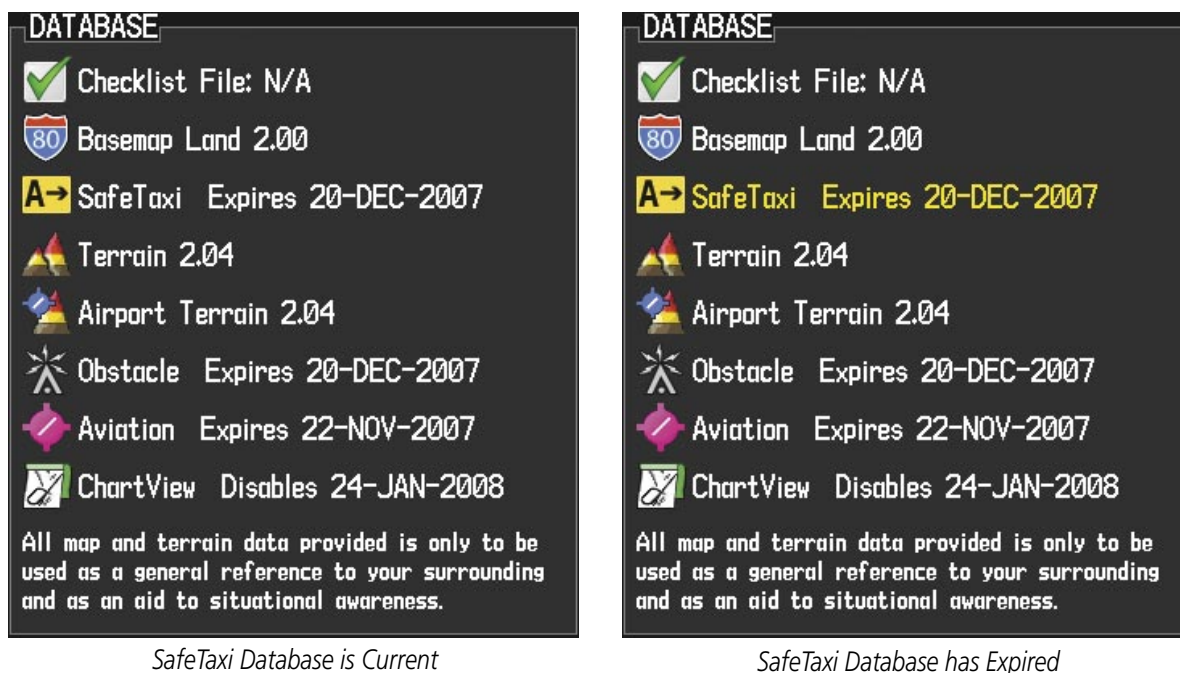 DATABASE
Checklist File: N/A
80 Basemap Land 2.00
A→ SafeTaxi Expires 20-DEC-2007
Terrain 2.04
Airport Terrain 2.04
Obstacle Expires 20-DEC-2007
Aviation Expires 22-NOV-2007
ChartView Disables 24-JAN-2008
All map and terrain data provided is only to be
used as a general reference to your surrounding
and as an aid to situational awareness.
SafeTaxi Database is Current
DATABASE
Checklist File: N/A
80 Basemap Land 2.00
A→ SafeTaxi Expires 20-DEC-2007
Terrain 2.04
Airport Terrain 2.04
Obstacle Expires 20-DEC-2007
Aviation Expires 22-NOV-2007
ChartView Disables 24-JAN-2008
All map and terrain data provided is only to be
used as a general reference to your surrounding
and as an aid to situational awareness.
SafeTaxi Database has Expired